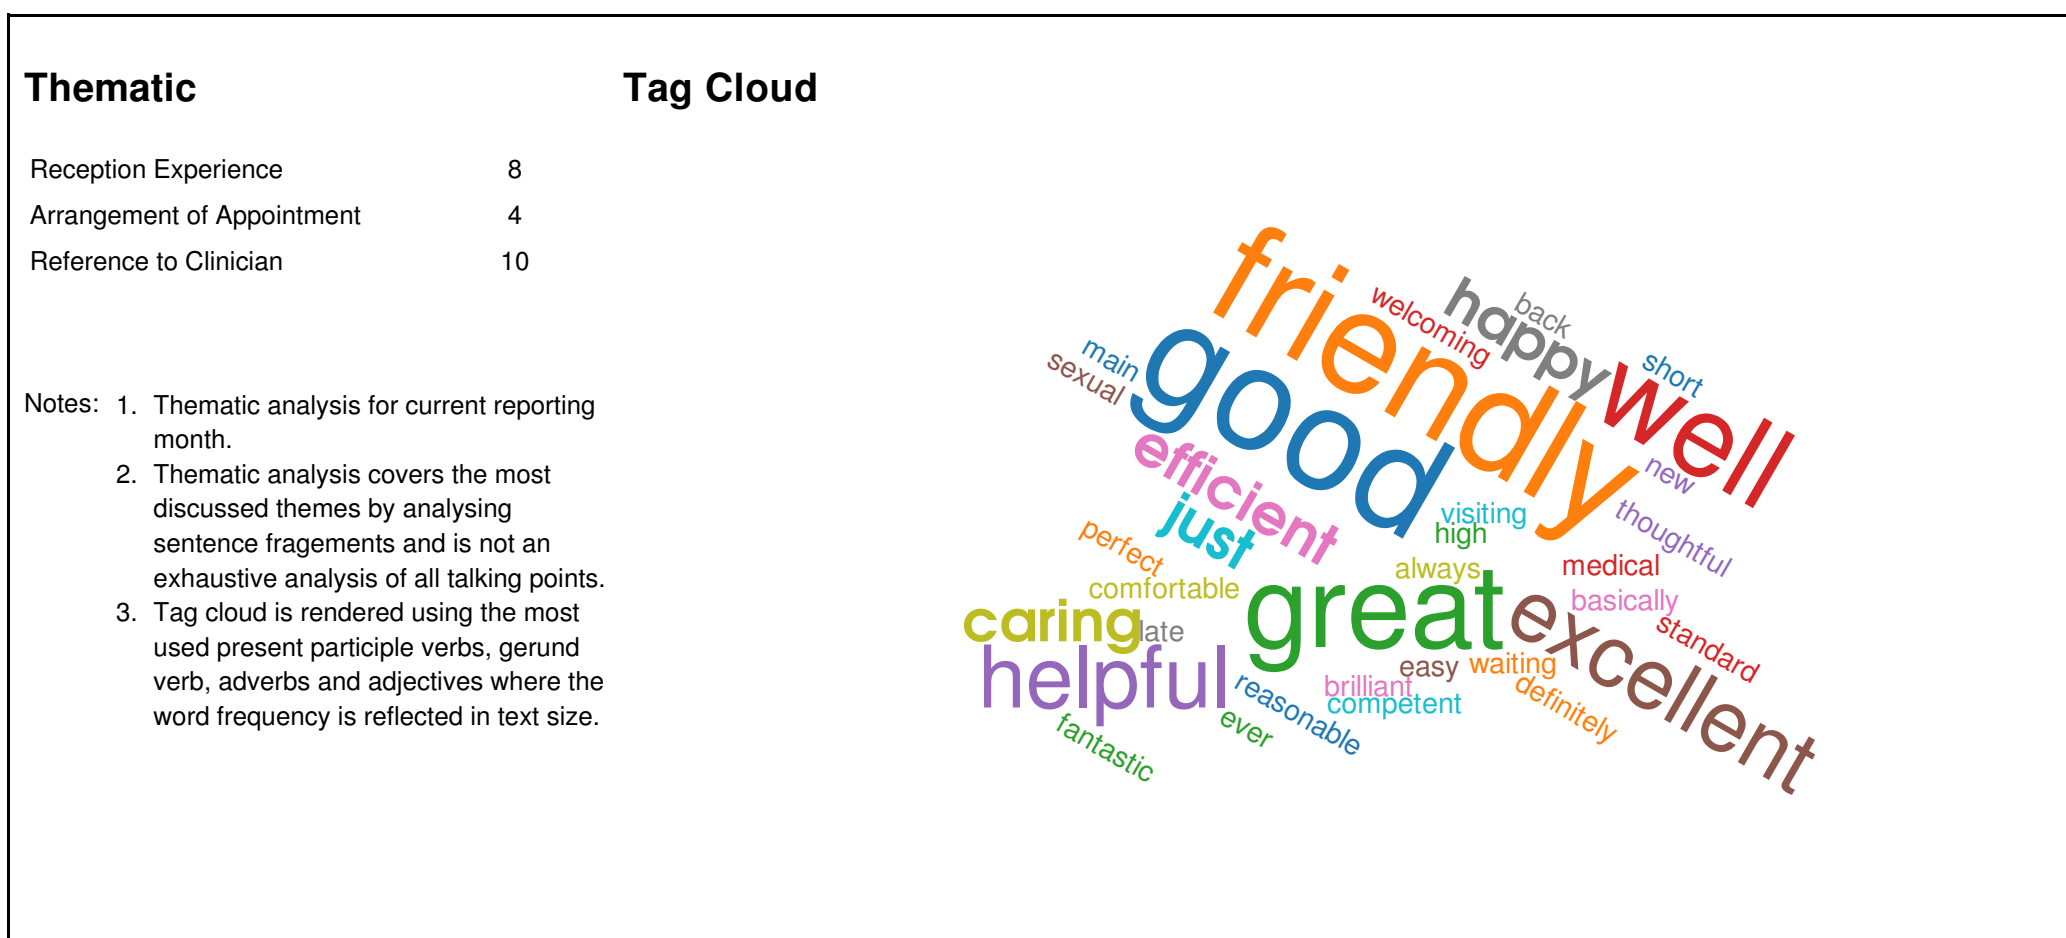 Thematic
Reception Experience 8
Arrangement of Appointment 4
Reference to Clinician 10
Notes: 1. Thematic analysis for current reporting
month.
2. Thematic analysis covers the most
discussed themes by analysing
sentence fragements and is not an
exhaustive analysis of all talking points.
3. Tag cloud is rendered using the most
used present participle verbs, gerund
verb, adverbs and adjectives where the
word frequency is reflected in text size.
Tag Cloud
friendly
welcoming
happy
back
main
sexual
good
well
short
efficient
just
new
visiting
high
thoughtful
perfect
always
medical
comfortable
great
basically
excellent
standard
caring
late
helpful
easy
waiting
reasonable
brilliant
competent
definitely
ever
fantastic